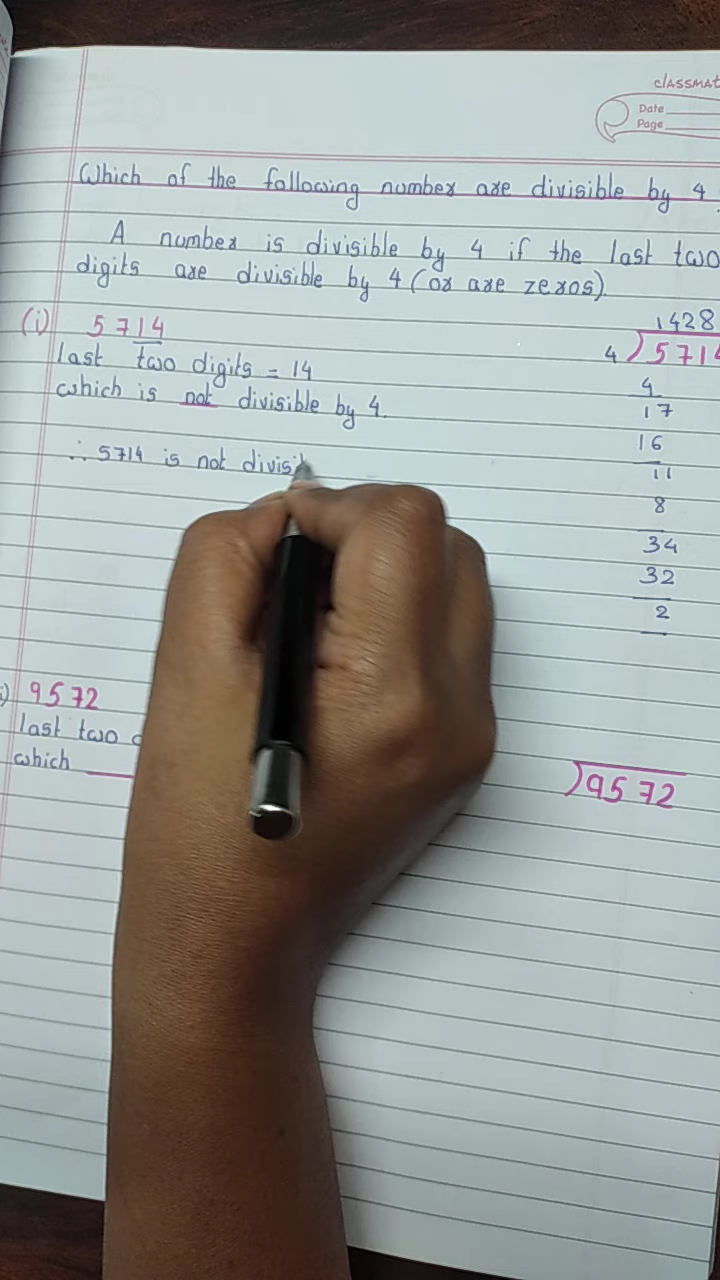 classmat
Date
Page
Which of the following number are divisible by 4.
A number is divisible by 4 if the last two
digits are divisible by 4 (or are zeros).
(i) 5714
last two digits = 14
which is not divisible by 4.
∴ 5714 is not divisi
1428
4 ) 5714
4
17
16
11
8
34
32
2
i) 9572
last two
which
) 9572